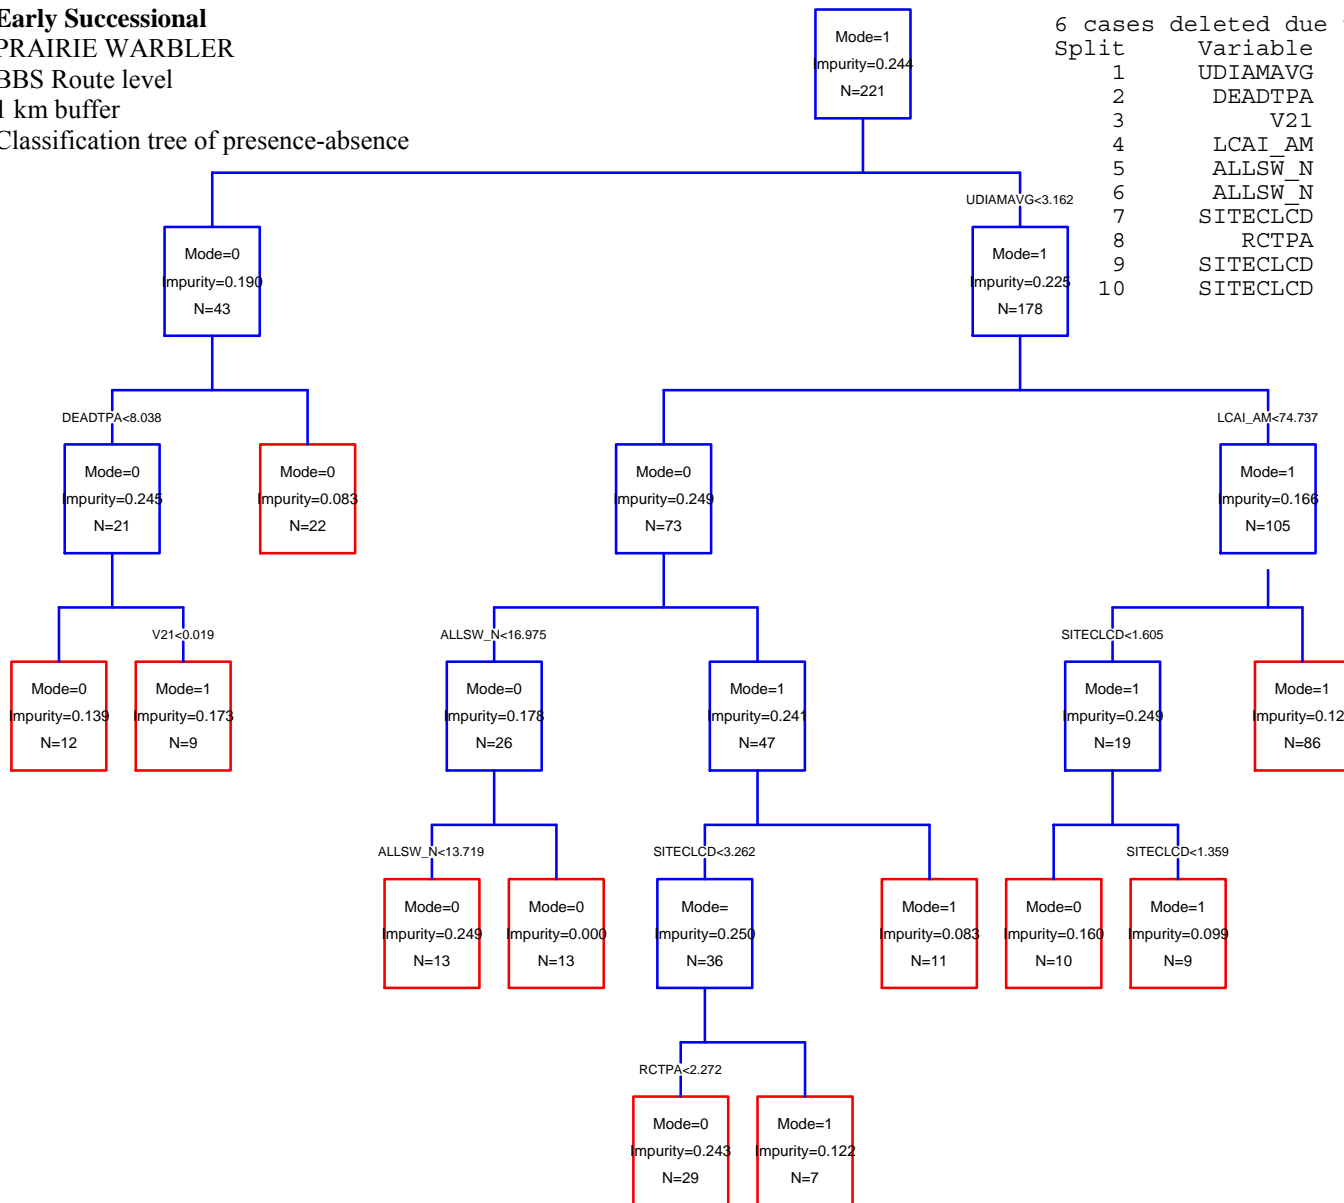 Early Successional
PRAIRIE WARBLER
BBS Route level
1 km buffer
Classification tree of presence-absence
6 cases deleted due
Split Variable
1 UDIAMAVG
2 DEADTPA
3 V21
4 LCAI_AM
5 ALLSW_N
6 ALLSW_N
7 SITECLCD
8 RCTPA
9 SITECLCD
10 SITECLCD
Mode=1
Impurity=0.244
N=221
UDIAMAVG<3.162
Mode=0
Impurity=0.190
N=43
Mode=1
Impurity=0.225
N=178
DEADTPA<8.038
LCAI_AM<74.737
Mode=0
Impurity=0.245
N=21
Mode=0
Impurity=0.083
N=22
Mode=0
Impurity=0.249
N=73
Mode=1
Impurity=0.166
N=105
V21<0.019
ALLSW_N<16.975
SITECLCD<1.605
Mode=0
Impurity=0.139
N=12
Mode=1
Impurity=0.173
N=9
Mode=0
Impurity=0.178
N=26
Mode=1
Impurity=0.241
N=47
Mode=1
Impurity=0.249
N=19
Mode=1
Impurity=0.12
N=86
ALLSW_N<13.719
SITECLCD<3.262
SITECLCD<1.359
Mode=0
Impurity=0.249
N=13
Mode=0
Impurity=0.000
N=13
Mode=
Impurity=0.250
N=36
Mode=1
Impurity=0.083
N=11
Mode=0
Impurity=0.160
N=10
Mode=1
Impurity=0.099
N=9
RCTPA<2.272
Mode=0
Impurity=0.243
N=29
Mode=1
Impurity=0.122
N=7